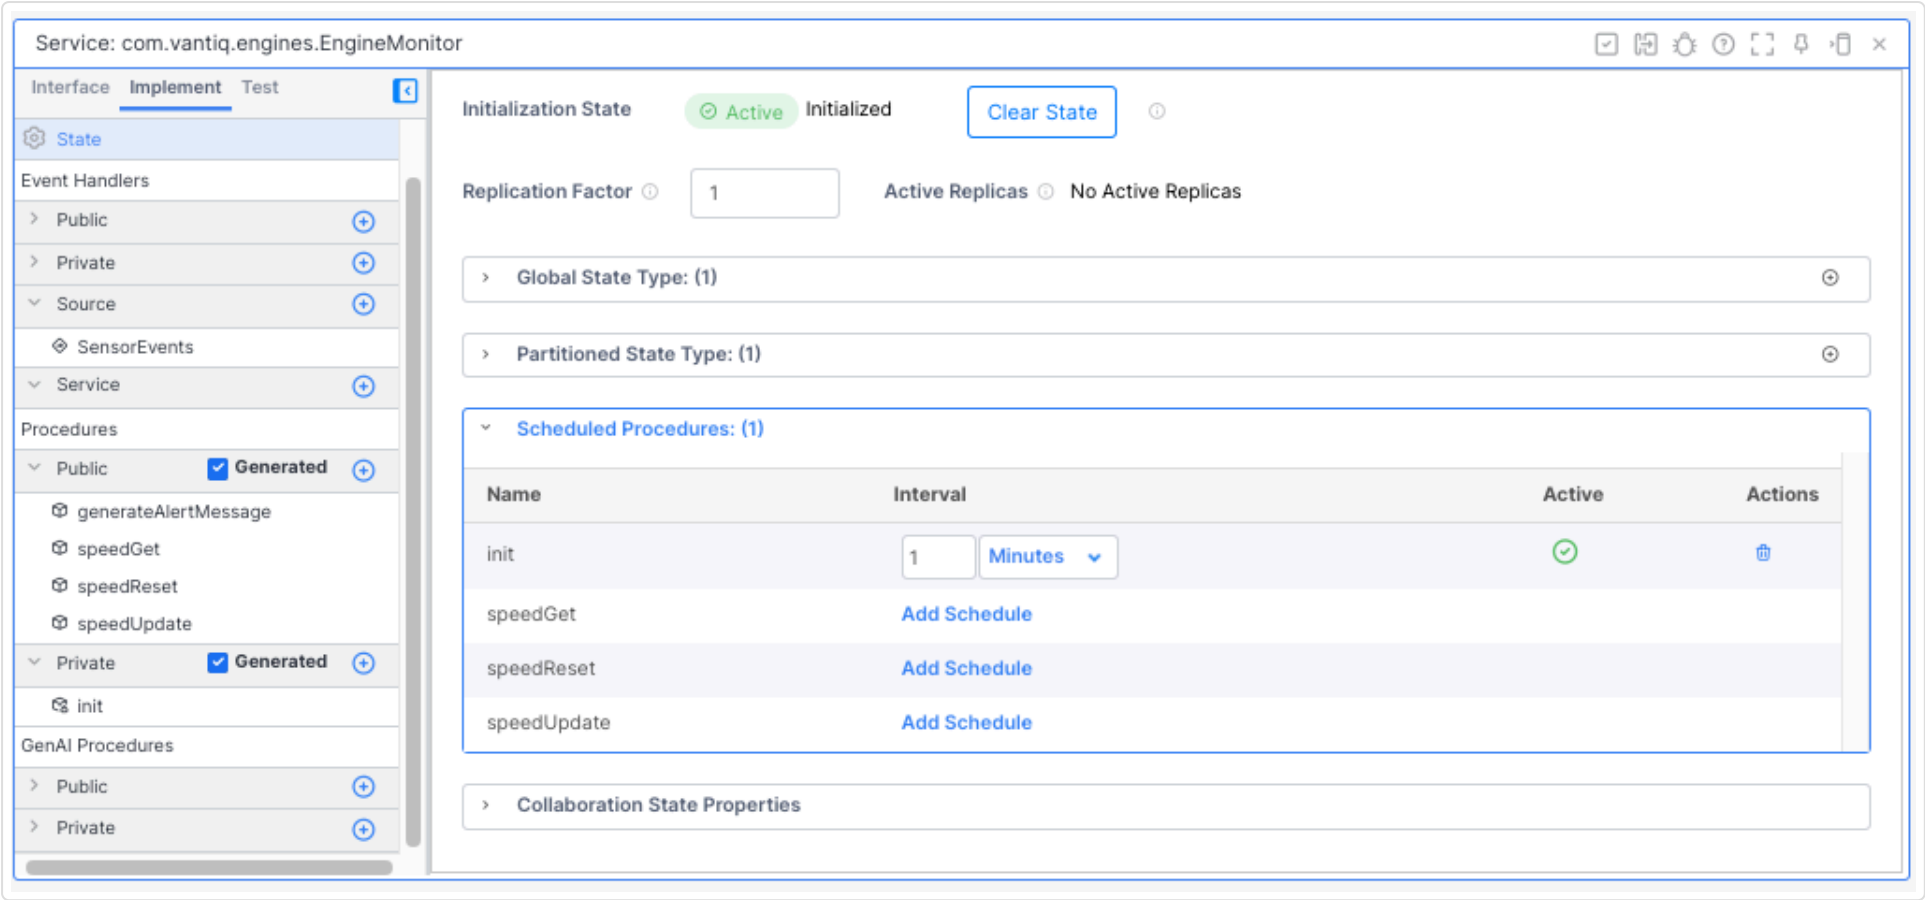 Service: com.vantiq.engines.EngineMonitor
Interface Implement Test
State
Event Handlers
Public
Private
Source
SensorEvents
Service
Procedures
Public Generated
generateAlertMessage
speedGet
speedReset
speedUpdate
Private Generated
init
GenAI Procedures
Public
Private
Initialization State Active Initialized Clear State
Replication Factor 1 Active Replicas No Active Replicas
Global State Type: (1)
Partitioned State Type: (1)
Scheduled Procedures: (1)
Name Interval Active Actions
init 1 Minutes
speedGet Add Schedule
speedReset Add Schedule
speedUpdate Add Schedule
Collaboration State Properties